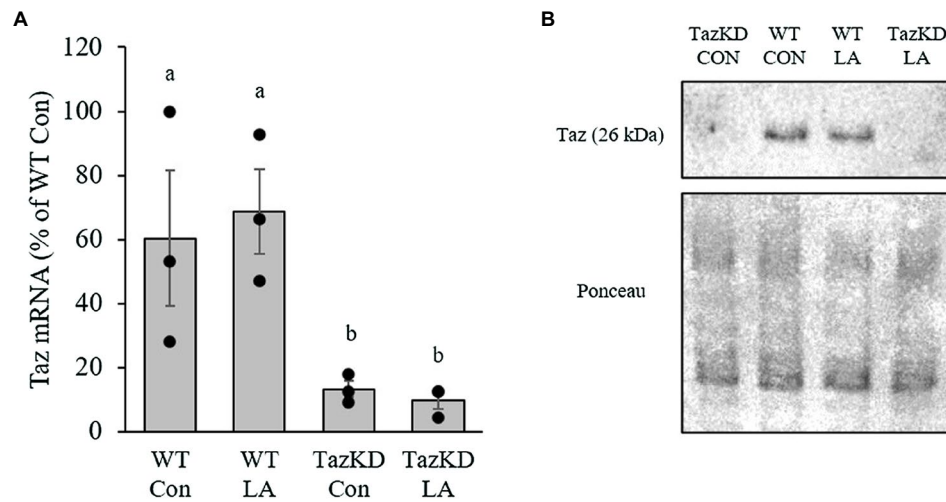 A
Taz mRNA (% of WT Con)
120
100
80
60
40
20
0
a
a
b
b
WT
Con
WT
LA
TazKD
Con
TazKD
LA
B
TazKD
CON
WT
CON
WT
LA
TazKD
LA
Taz (26 kDa)
Ponceau